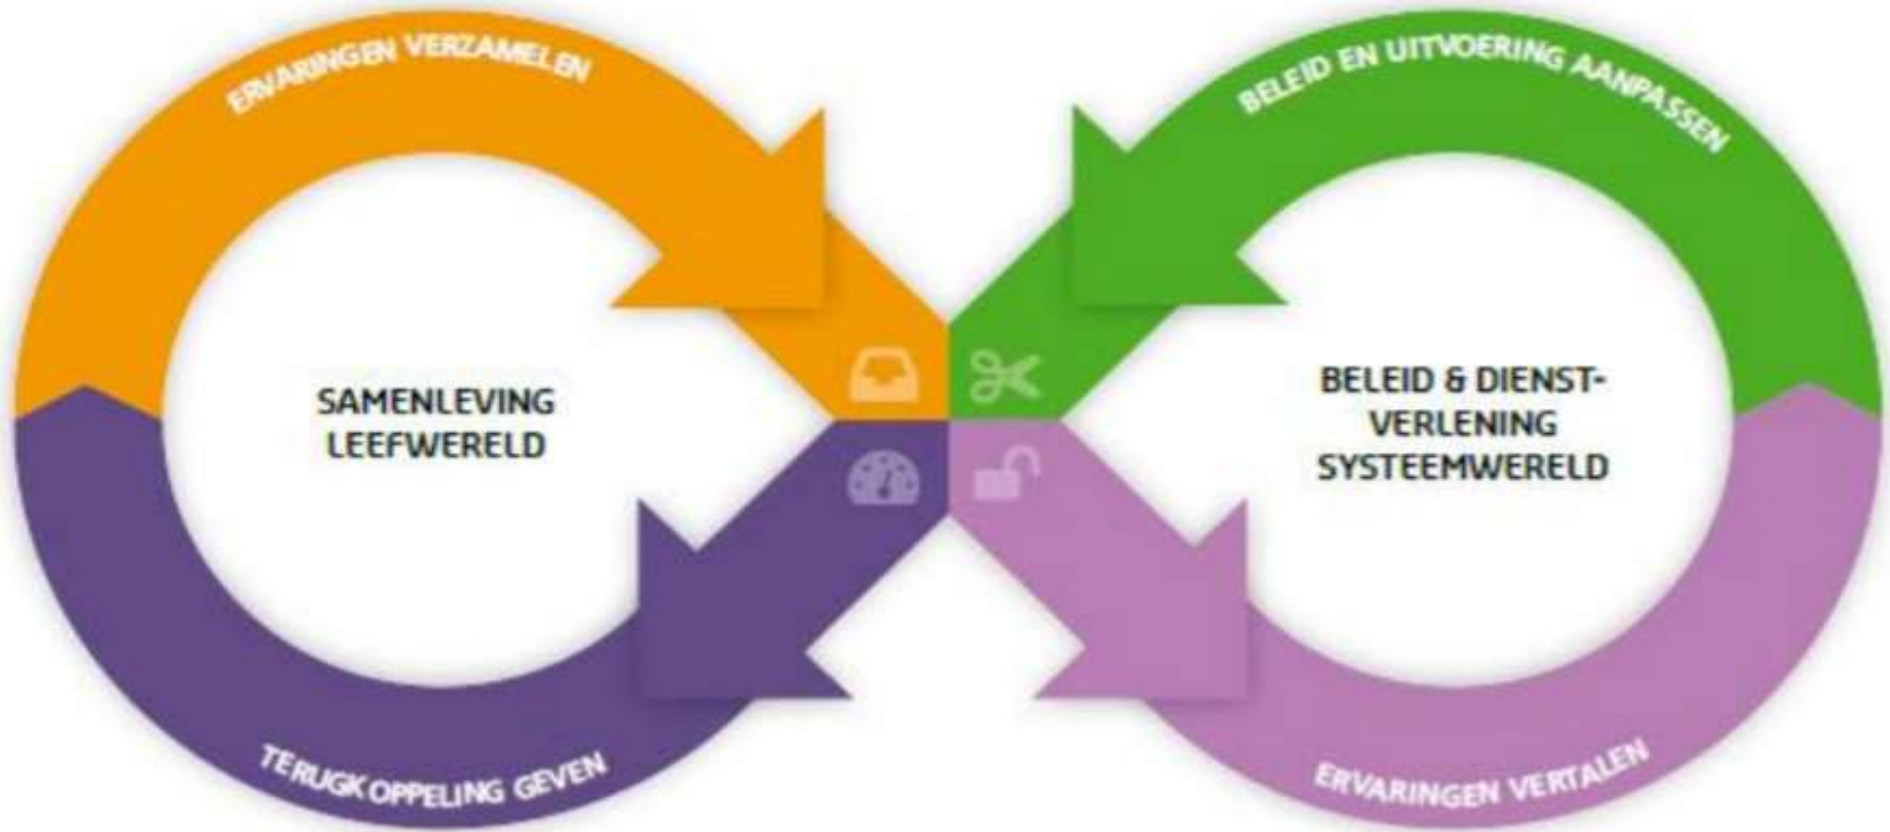 ERVARINGEN VERZAMELEN
BELEID EN UITVOERING AANPASSEN
SAMENLEVING
LEEFWERELD
BELEID & DIENST-
VERLENING
SYSTEEMWERELD
TERUGKOPPELING GEVEN
ERVARINGEN VERTALEN